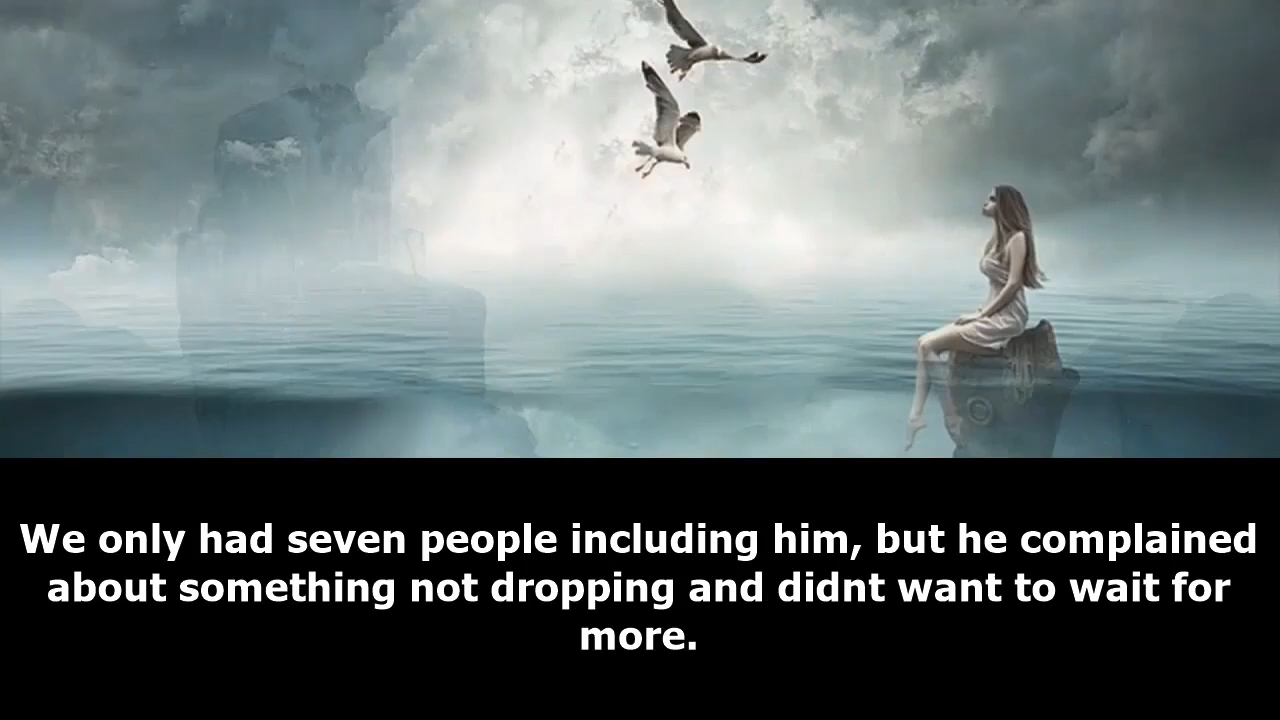 We only had seven people including him, but he complained
about something not dropping and didnt want to wait for
more.